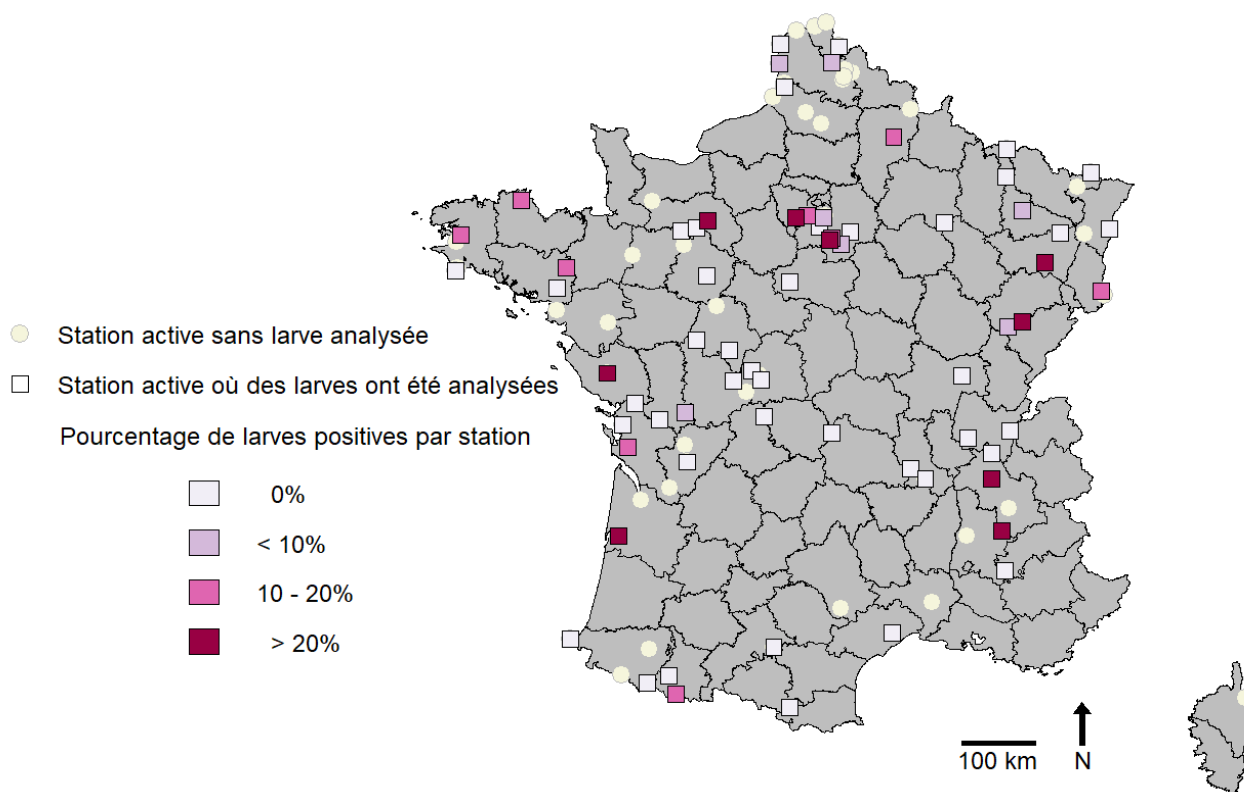 Station active sans larve analysée
Station active où des larves ont été analysées
Pourcentage de larves positives par station
0%
< 10%
10 - 20%
> 20%
100 km
N